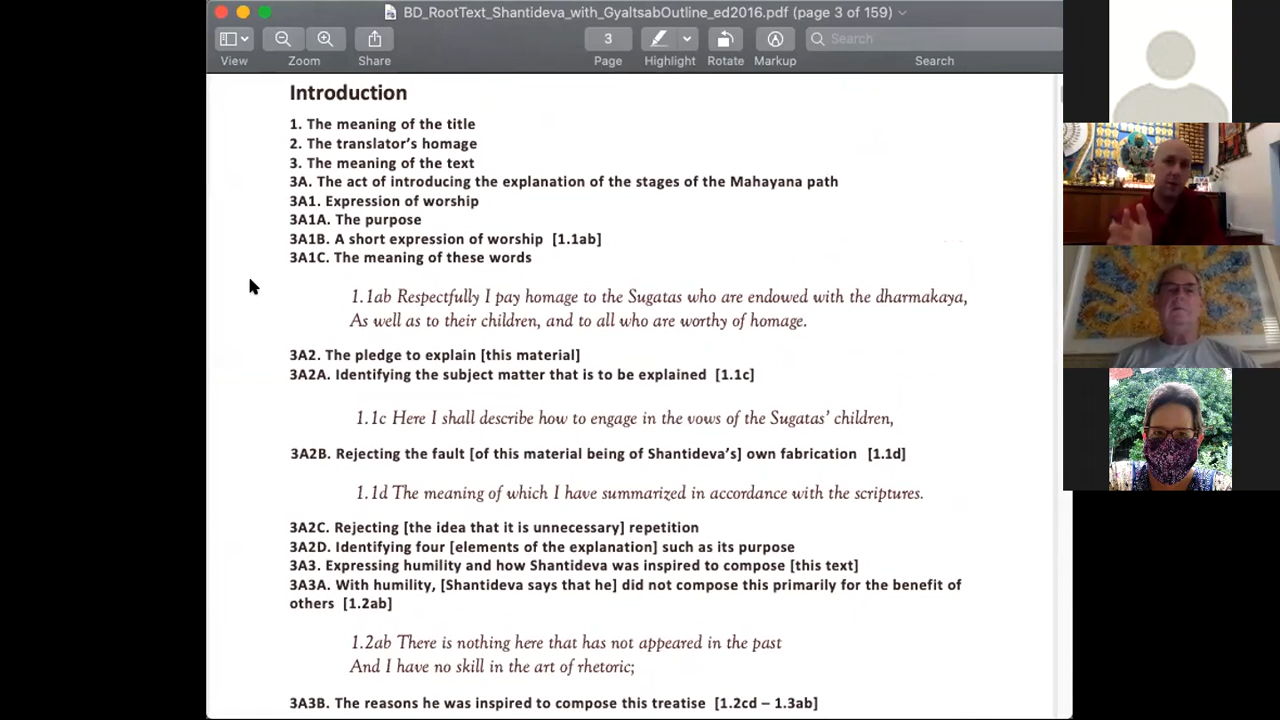 BD_RootText_Shantideva_with_GyaltsabOutline_ed2016.pdf (page 3 of 159)
3
Search
View
Zoom
Share
Page
Highlight
Rotate
Markup
Search
Introduction
1. The meaning of the title
2. The translator's homage
3. The meaning of the text
3A. The act of introducing the explanation of the stages of the Mahayana path
3A1. Expression of worship
3A1A. The purpose
3A1B. A short expression of worship [1.1ab]
3A1C. The meaning of these words
1.1ab Respectfully I pay homage to the Sugatas who are endowed with the dharmakaya,
As well as to their children, and to all who are worthy of homage.
3A2. The pledge to explain [this material]
3A2A. Identifying the subject matter that is to be explained [1.1c]
1.1c Here I shall describe how to engage in the vows of the Sugatas' children,
3A2B. Rejecting the fault [of this material being of Shantideva's] own fabrication [1.1d]
1.1d The meaning of which I have summarized in accordance with the scriptures.
3A2C. Rejecting [the idea that it is unnecessary] repetition
3A2D. Identifying four [elements of the explanation] such as its purpose
3A3. Expressing humility and how Shantideva was inspired to compose [this text]
3A3A. With humility, [Shantideva says that he] did not compose this primarily for the benefit of
others [1.2ab]
1.2ab There is nothing here that has not appeared in the past
And I have no skill in the art of rhetoric;
3A3B. The reasons he was inspired to compose this treatise [1.2cd – 1.3ab]